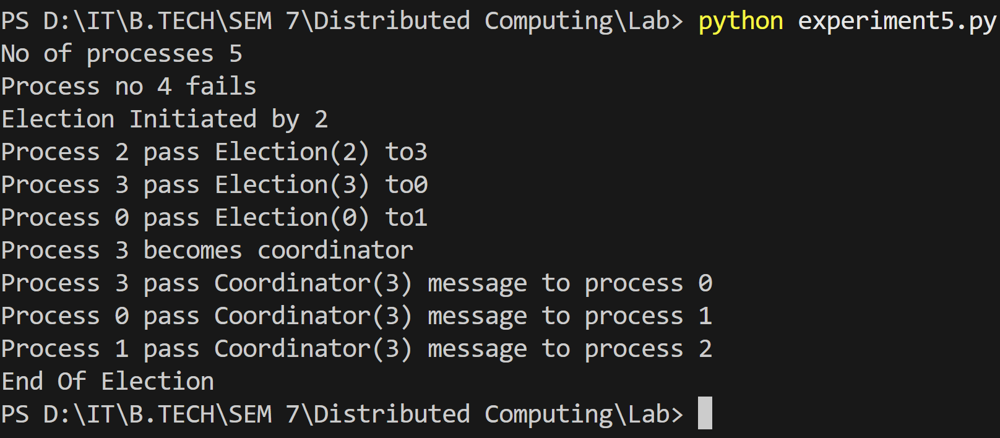 PS D:\IT\B.TECH\SEM 7\Distributed Computing\Lab> python experiment5.py
No of processes 5
Process no 4 fails
Election Initiated by 2
Process 2 pass Election(2) to3
Process 3 pass Election(3) to0
Process 0 pass Election(0) to1
Process 3 becomes coordinator
Process 3 pass Coordinator(3) message to process 0
Process 0 pass Coordinator(3) message to process 1
Process 1 pass Coordinator(3) message to process 2
End Of Election
PS D:\IT\B.TECH\SEM 7\Distributed Computing\Lab>